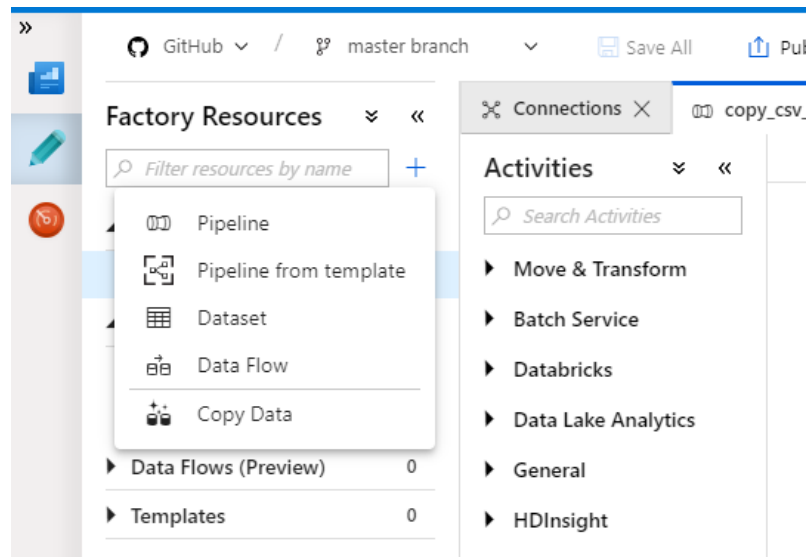 »
GitHub / master branch Save All Pub
Factory Resources
Filter resources by name
Pipeline
Pipeline from template
Dataset
Data Flow
Copy Data
Data Flows (Preview) 0
Templates 0
Connections copy_csv_
Activities
Search Activities
Move & Transform
Batch Service
Databricks
Data Lake Analytics
General
HDInsight